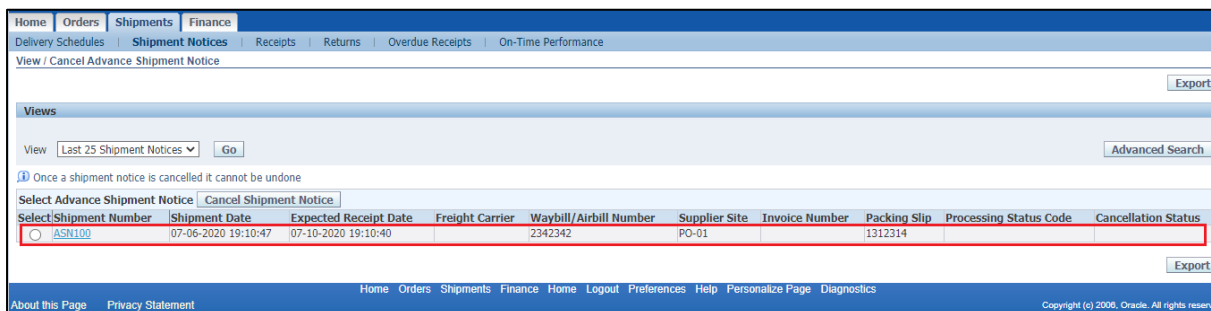 Home Orders Shipments Finance
Delivery Schedules | Shipment Notices | Receipts | Returns | Overdue Receipts | On-Time Performance
View / Cancel Advance Shipment Notice
Export
Views
View Last 25 Shipment Notices Go Advanced Search
Once a shipment notice is cancelled it cannot be undone
Select Advance Shipment Notice Cancel Shipment Notice
Select Shipment Number Shipment Date Expected Receipt Date Freight Carrier Waybill/Airbill Number Supplier Site Invoice Number Packing Slip Processing Status Code Cancellation Status
ASN100 07-06-2020 19:10:47 07-10-2020 19:10:40 2342342 PO-01 1312314
Export
Home Orders Shipments Finance Home Logout Preferences Help Personalize Page Diagnostics
About this Page Privacy Statement Copyright (c) 2006, Oracle. All rights reserv